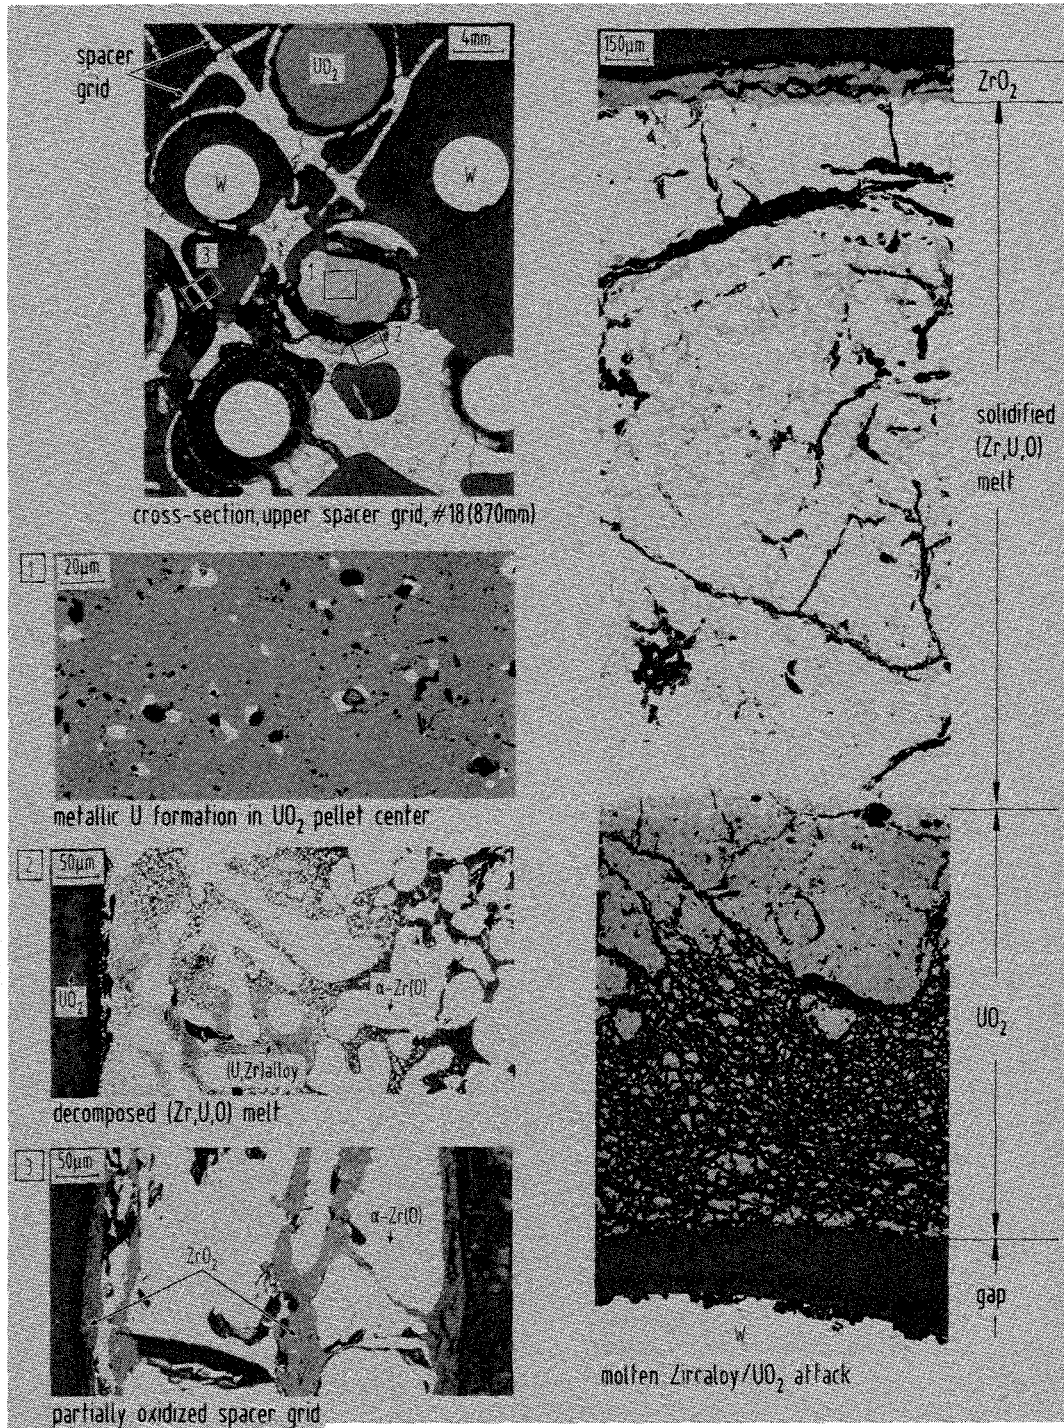 spacer
grid
4mm
UO₂
W
W
3
1
2
cross-section, upper spacer grid, #18 (870mm)
1
20µm
metallic U formation in UO₂ pellet center
2
50µm
UO₂
α-Zr(O)
(U,Zr)alloy
decomposed (Zr,U,O) melt
3
50µm
α-Zr(O)
ZrO₂
partially oxidized spacer grid
150µm
ZrO₂
solidified
(Zr,U,O)
melt
UO₂
gap
W
molten Zircaloy/UO₂ attack